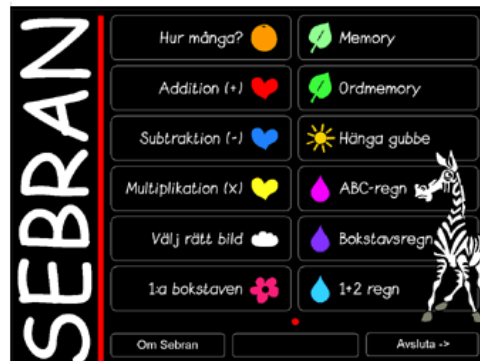 SEBRAN
Hur många?
Addition (+)
Subtraktion (-)
Multiplikation (x)
Välj rätt bild
1:a bokstaven
Memory
Ordmemory
Hänga gubbe
ABC-regn
Bokstavsregn
1+2 regn
Om Sebran
Avsluta ->